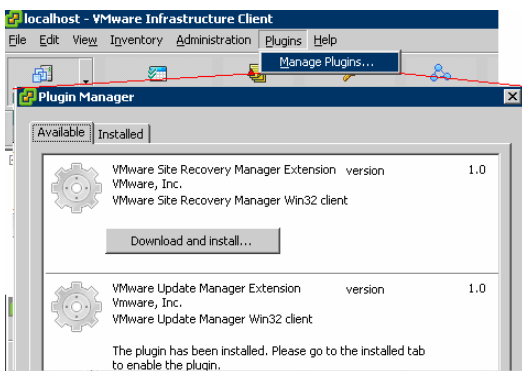 localhost - VMware Infrastructure Client
File Edit View Inventory Administration Plugins Help
Manage Plugins...
Plugin Manager
Available Installed
VMware Site Recovery Manager Extension version 1.0
VMware, Inc.
VMware Site Recovery Manager Win32 client
Download and install...
VMware Update Manager Extension version 1.0
Vmware, Inc.
VMware Update Manager Win32 client
The plugin has been installed. Please go to the installed tab
to enable the plugin.